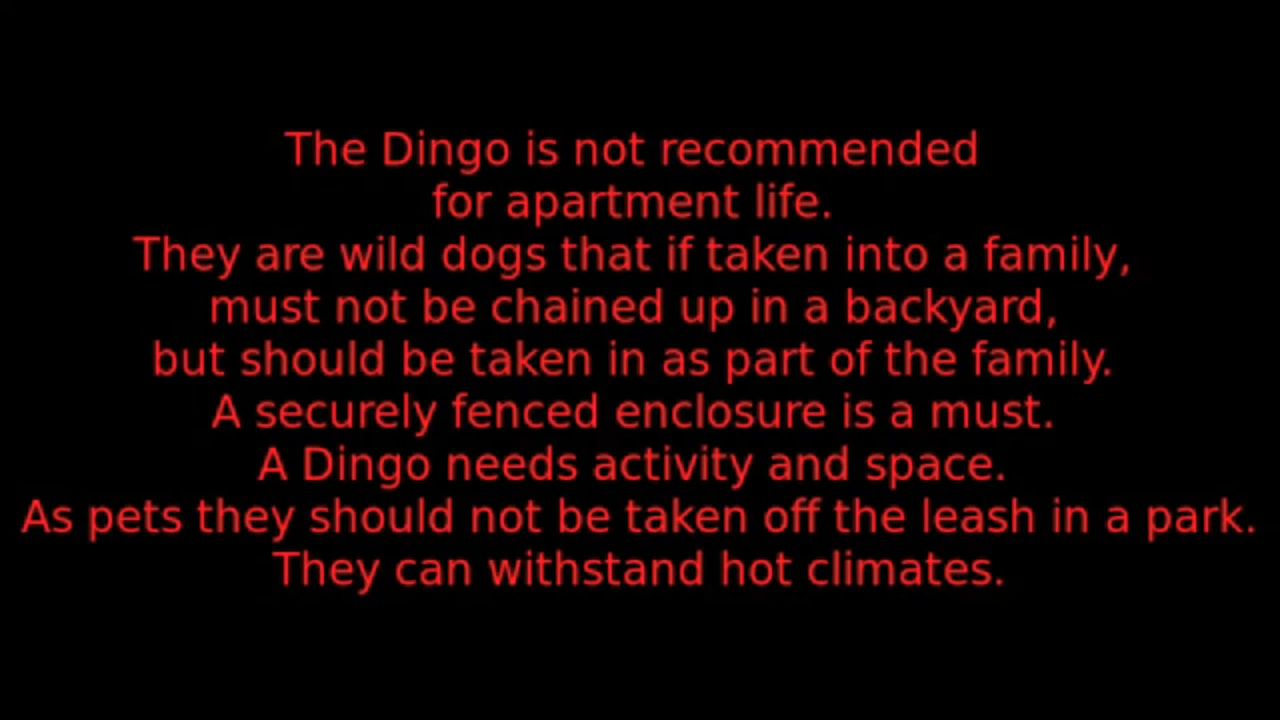 The Dingo is not recommended
for apartment life.
They are wild dogs that if taken into a family,
must not be chained up in a backyard,
but should be taken in as part of the family.
A securely fenced enclosure is a must.
A Dingo needs activity and space.
As pets they should not be taken off the leash in a park.
They can withstand hot climates.